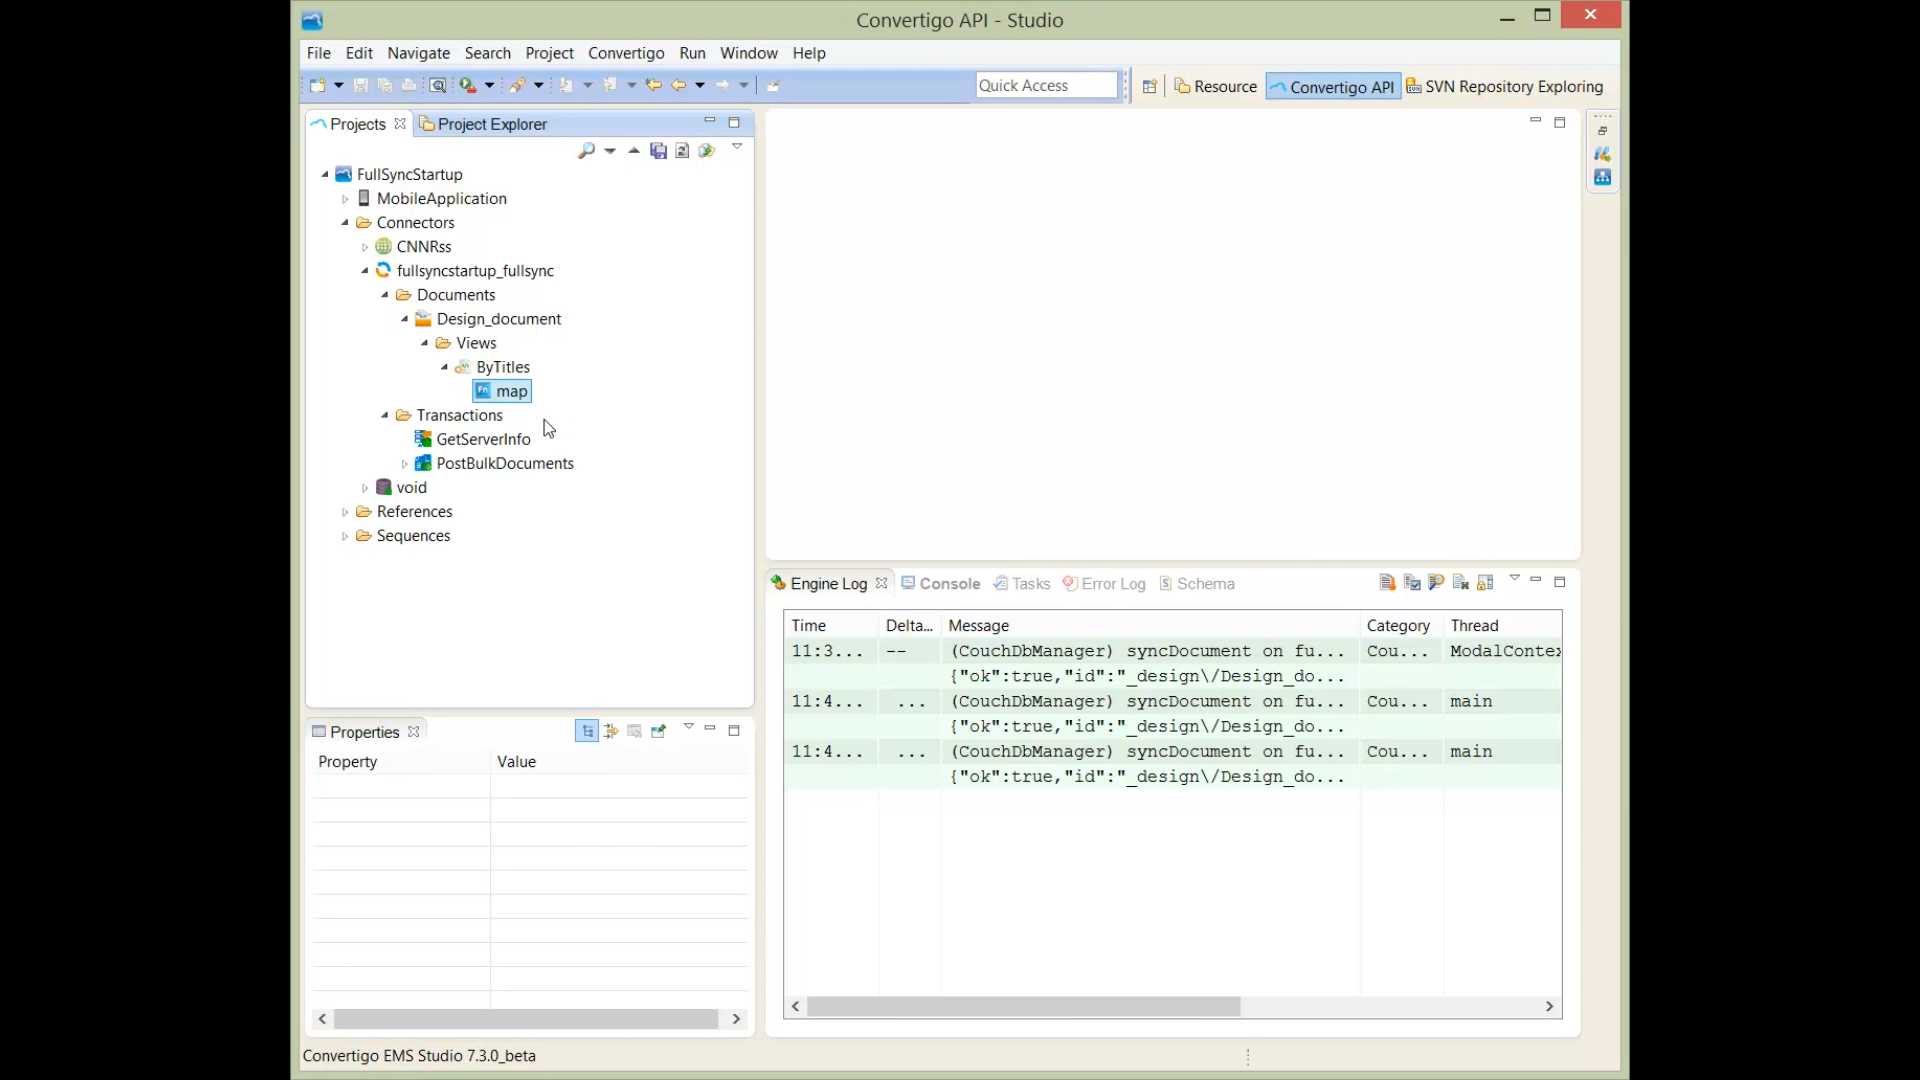 Convertigo API - Studio
File Edit Navigate Search Project Convertigo Run Window Help
Quick Access Resource Convertigo API SVN Repository Exploring
Projects Project Explorer
FullSyncStartup
MobileApplication
Connectors
CNNRss
fullsyncstartup_fullsync
Documents
Design_document
Views
ByTitles
Fn map
Transactions
GetServerInfo
PostBulkDocuments
void
References
Sequences
Properties
Property Value
Engine Log Console Tasks Error Log Schema
Time Delta... Message Category Thread
11:3... -- (CouchDbManager) syncDocument on fu... Cou... ModalContex
{"ok":true,"id":"_design\/Design_do...
11:4... ... (CouchDbManager) syncDocument on fu... Cou... main
{"ok":true,"id":"_design\/Design_do...
11:4... ... (CouchDbManager) syncDocument on fu... Cou... main
{"ok":true,"id":"_design\/Design_do...
Convertigo EMS Studio 7.3.0_beta